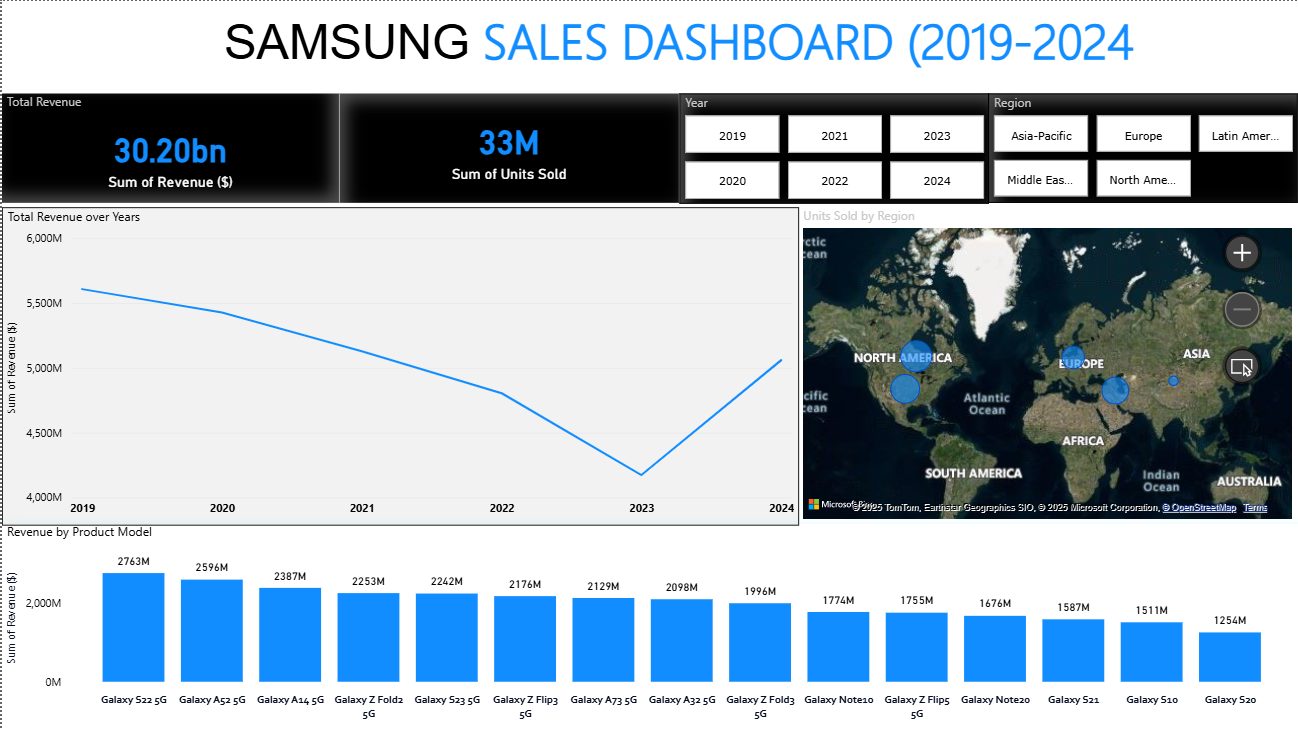 SAMSUNG SALES DASHBOARD (2019-2024
Total Revenue
30.20bn
Sum of Revenue ($)
33M
Sum of Units Sold
Year
2019
2021
2023
2020
2022
2024
Region
Asia-Pacific
Europe
Latin Amer...
Middle Eas...
North Ame...
Total Revenue over Years
Sum of Revenue ($)
6,000M
5,500M
5,000M
4,500M
4,000M
2019
2020
2021
2022
2023
2024
Units Sold by Region
rctic
ean
NORTH AMERICA
EUROPE
ASIA
cific
ean
Atlantic
Ocean
AFRICA
SOUTH AMERICA
Indian
Ocean
AUSTRALIA
Microsoft Bing
© 2025 TomTom, Earthstar Geographics SIO, © 2025 Microsoft Corporation, © OpenStreetMap Terms
Revenue by Product Model
Sum of Revenue ($)
2,000M
0M
2763M
2596M
2387M
2253M
2242M
2176M
2129M
2098M
1996M
1774M
1755M
1676M
1587M
1511M
1254M
Galaxy S22 5G
Galaxy A52 5G
Galaxy A14 5G
Galaxy Z Fold2
5G
Galaxy S23 5G
Galaxy Z Flip3
5G
Galaxy A73 5G
Galaxy A32 5G
Galaxy Z Fold3
5G
Galaxy Note10
Galaxy Z Flip5
5G
Galaxy Note20
Galaxy S21
Galaxy S10
Galaxy S20